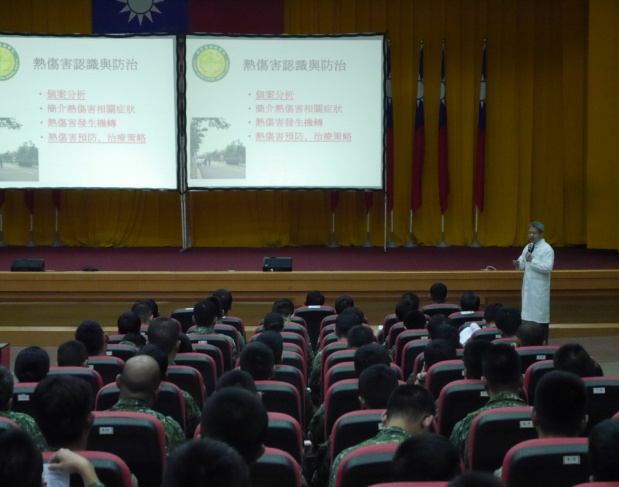 熱傷害認識與防治
• 個案分析
• 簡介熱傷害相關症狀
• 熱傷害發生機轉
• 熱傷害預防、治療策略
熱傷害認識與防治
• 個案分析
• 簡介熱傷害相關症狀
• 熱傷害發生機轉
• 熱傷害預防、治療策略